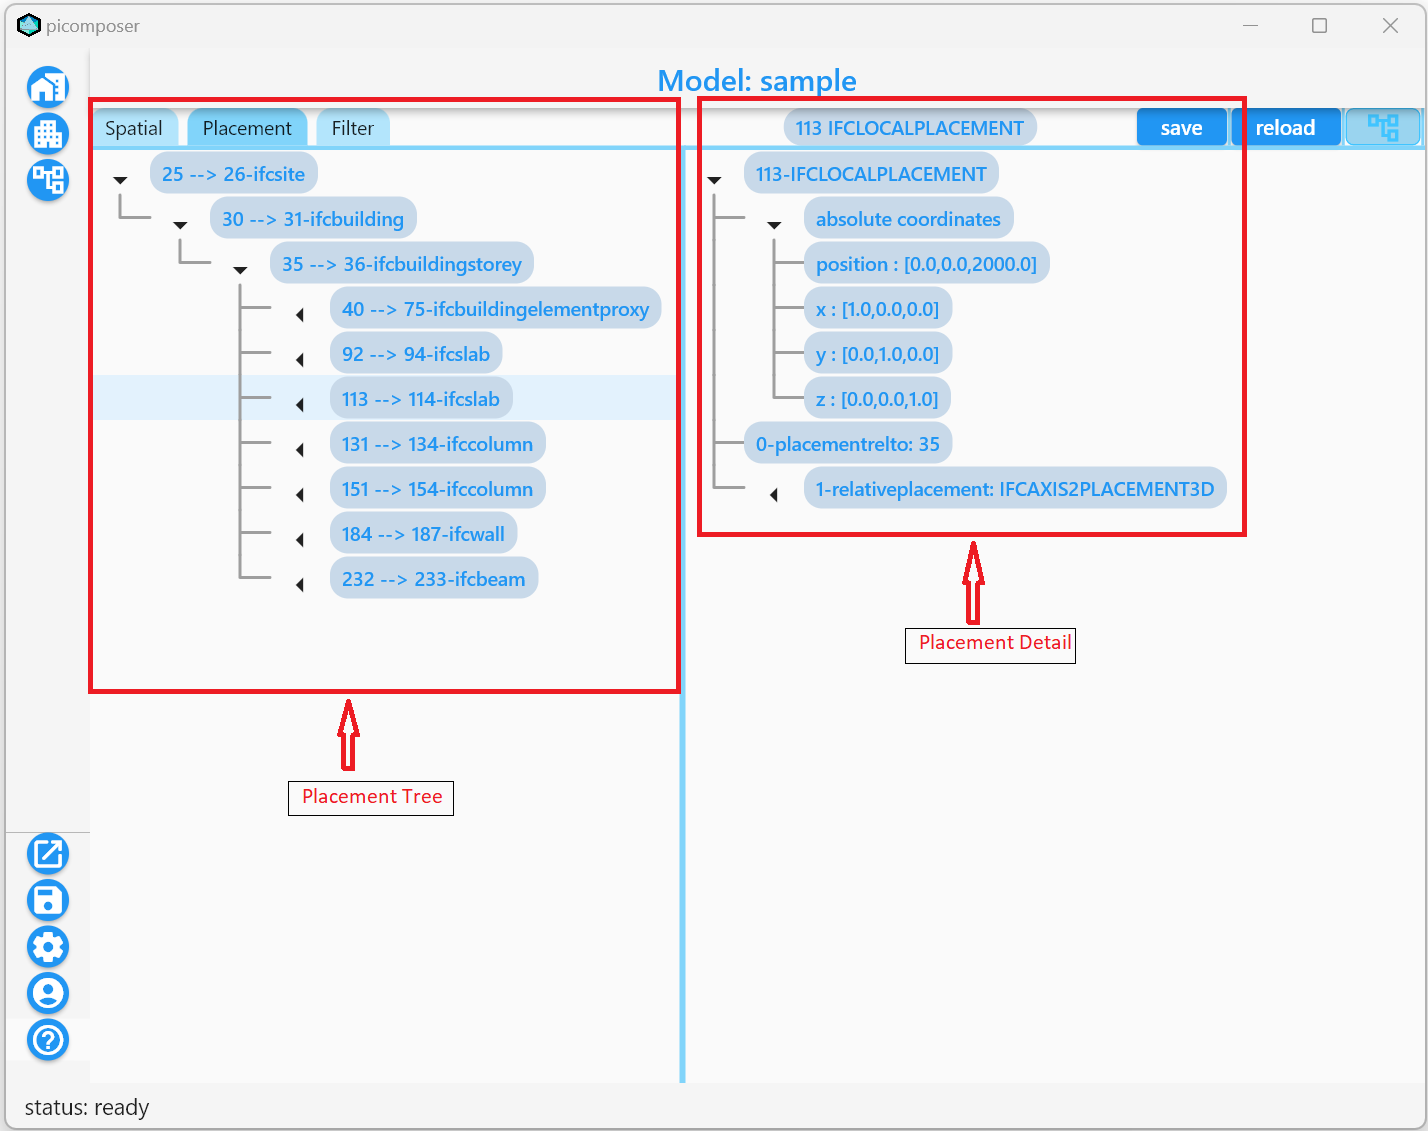 picomposer
Model: sample
Spatial
Placement
Filter
113 IFCLOCALPLACEMENT
save
reload
25 --> 26-ifcsite
30 --> 31-ifcbuilding
35 --> 36-ifcbuildingstorey
40 --> 75-ifcbuildingelementproxy
92 --> 94-ifcslab
113 --> 114-ifcslab
131 --> 134-ifccolumn
151 --> 154-ifccolumn
184 --> 187-ifcwall
232 --> 233-ifcbeam
Placement Tree
113-IFCLOCALPLACEMENT
absolute coordinates
position : [0.0,0.0,2000.0]
x : [1.0,0.0,0.0]
y : [0.0,1.0,0.0]
z : [0.0,0.0,1.0]
0-placementrelto: 35
1-relativeplacement: IFCAXIS2PLACEMENT3D
Placement Detail
status: ready